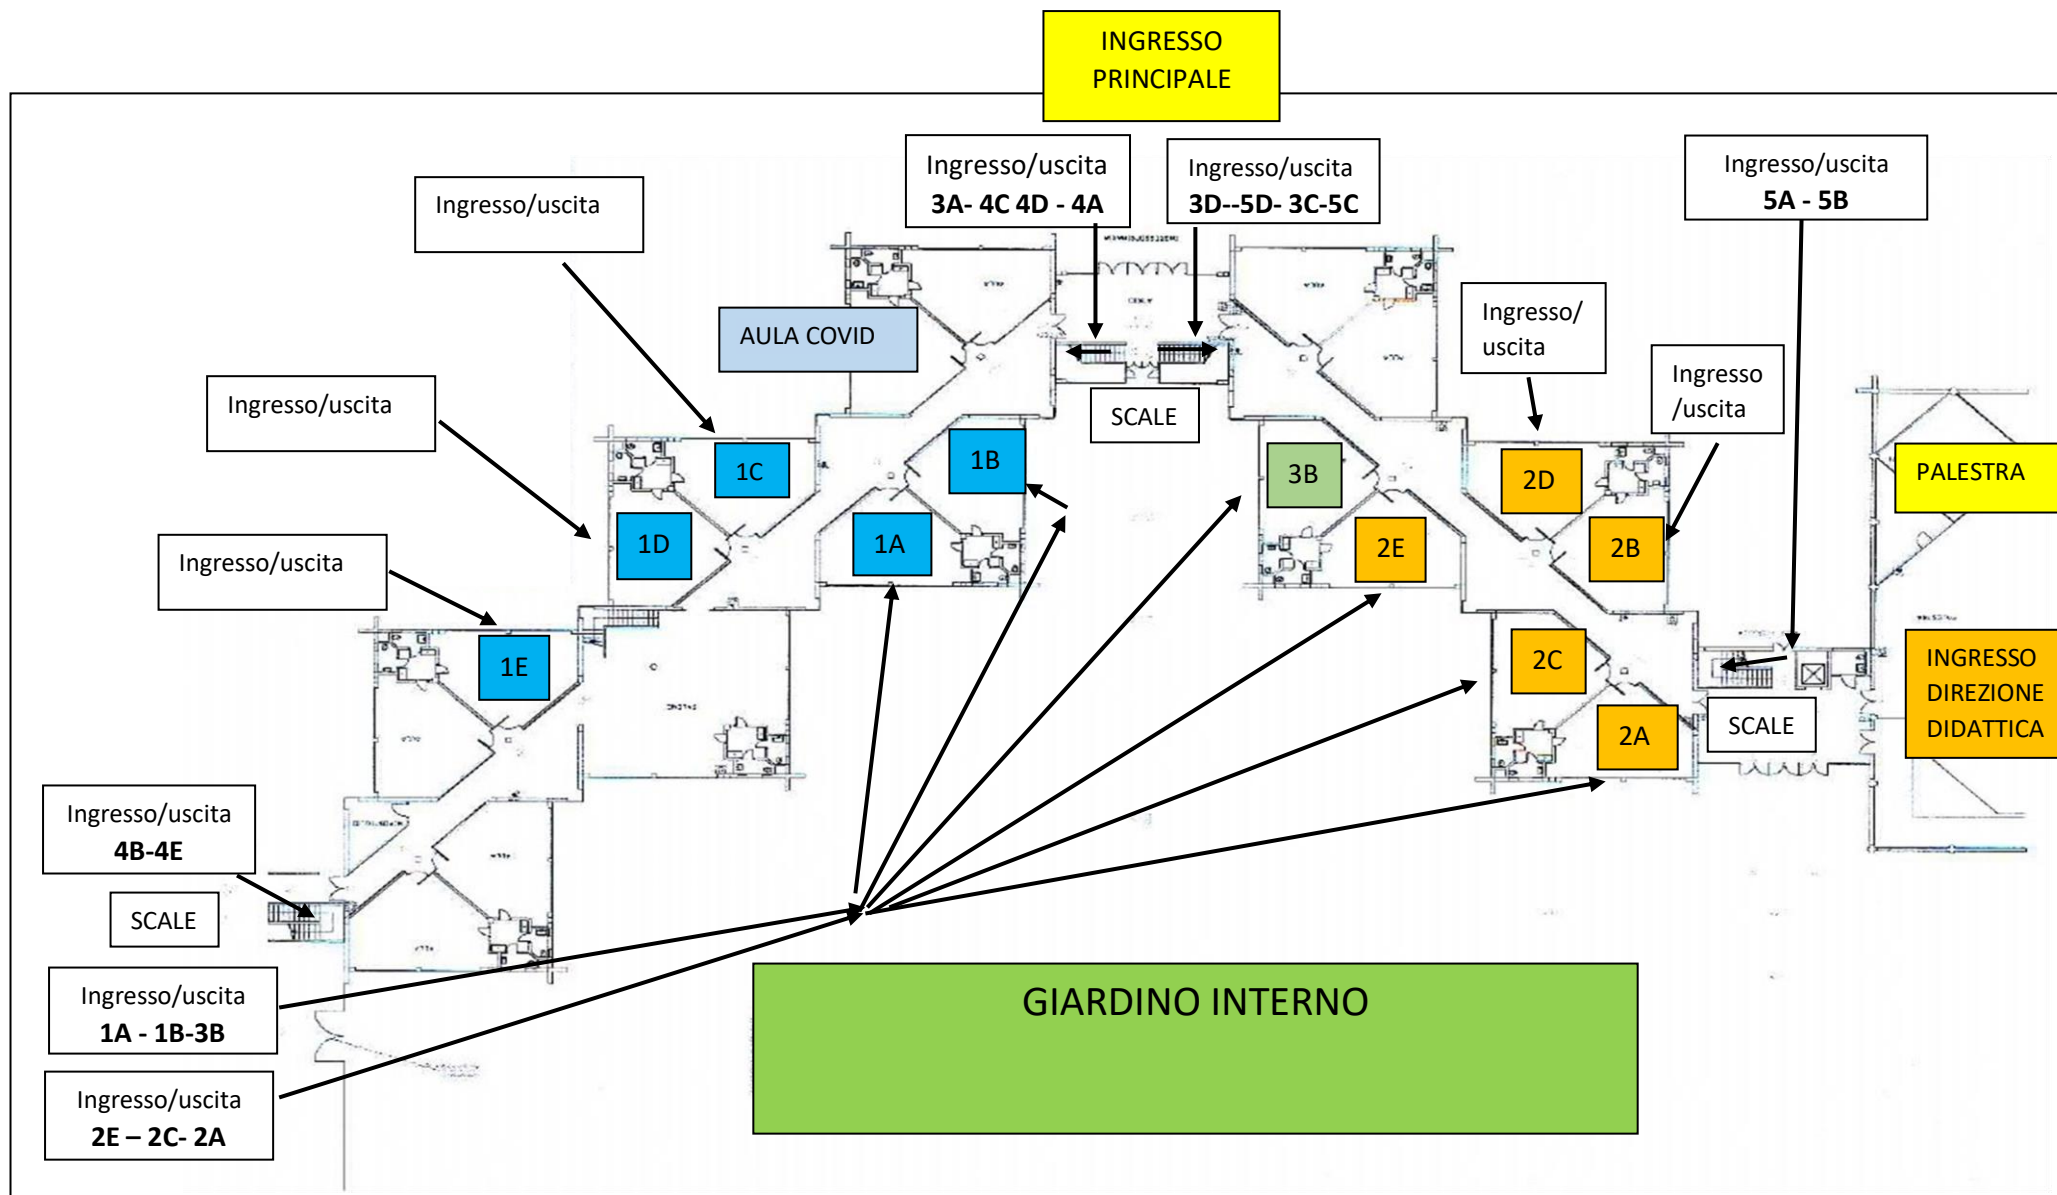 INGRESSO
PRINCIPALE
Ingresso/uscita
3A- 4C 4D - 4A
Ingresso/uscita
3D--5D- 3C-5C
Ingresso/uscita
5A - 5B
Ingresso/uscita
Ingresso/
uscita
AULA COVID
Ingresso
/uscita
Ingresso/uscita
SCALE
1C
1B
3B
2D
PALESTRA
1D
1A
2E
2B
Ingresso/uscita
1E
2C
INGRESSO
DIREZIONE
DIDATTICA
2A
SCALE
Ingresso/uscita
4B-4E
SCALE
Ingresso/uscita
1A - 1B-3B
GIARDINO INTERNO
Ingresso/uscita
2E – 2C- 2A